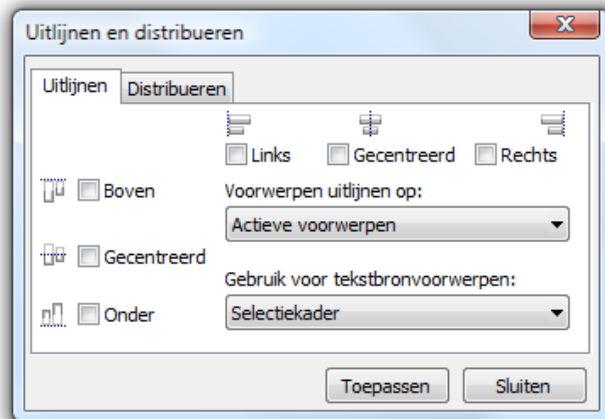 Uitlijnen en distribueren
Uitlijnen Distribueren
Links Gecentreerd Rechts
Boven
Voorwerpen uitlijnen op:
Actieve voorwerpen
Gecentreerd
Gebruik voor tekstbronvoorwerpen:
Onder
Selectiekader
Toepassen Sluiten